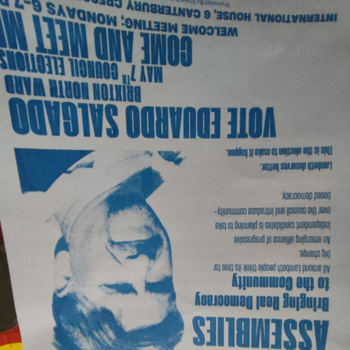 ASSEMBLIES
Bringing Real Democracy
to the Community
All around Lambeth people think its time for
big change.
An emerging alliance of progressive
independent candidates is planning to take
over the council and introduce community-
based democracy.
Lambeth deserves better.
This is the election to make it happen.
VOTE EDUARDO SALGADO
BRIXTON NORTH WARD
MAY 7TH COUNCIL ELECTIONS
COME AND MEET
WELCOME MEETING; MONDAYS 6-7
INTERNATIONAL HOUSE, 6 CANTERBURY